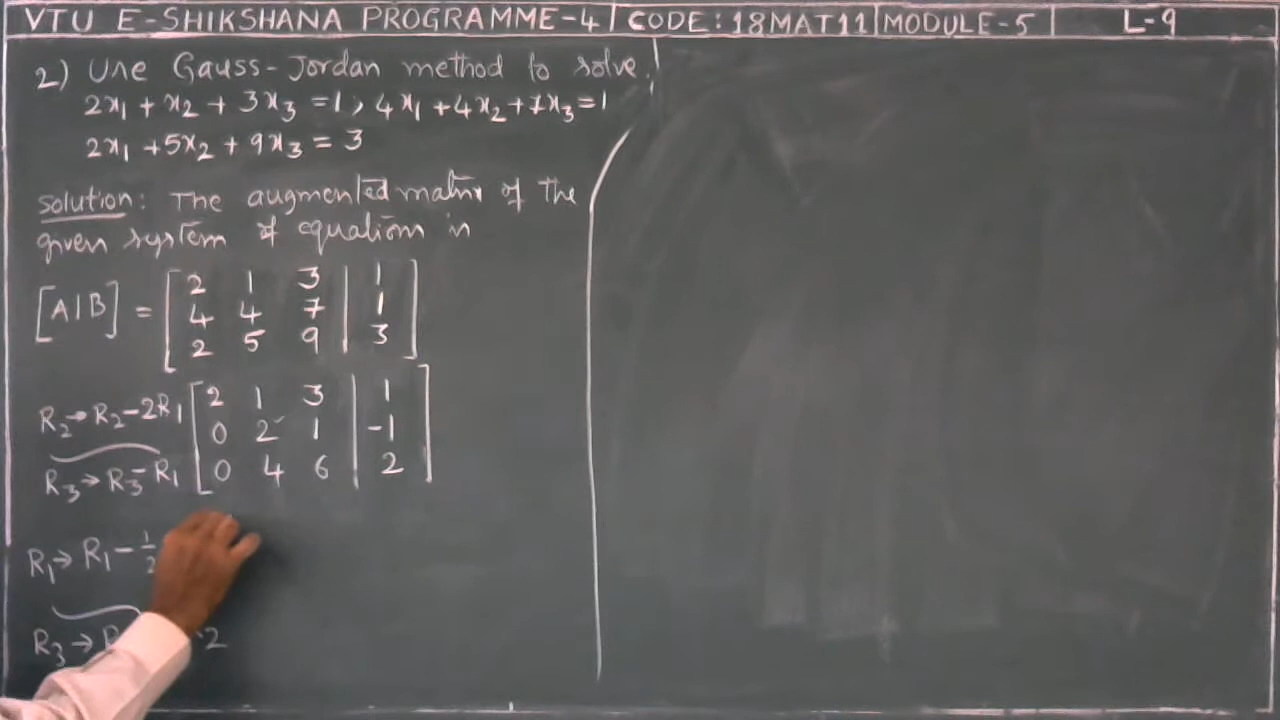 VTU E-SHIKSHANA PROGRAMME-4 | CODE: 18MAT11 | MODULE-5 | L-9
2) Use Gauss-Jordan method to solve.
2x₁ + x₂ + 3x₃ = 1, 4x₁ + 4x₂ + 7x₃ = 1
2x₁ + 5x₂ + 9x₃ = 3
Solution: The augmented matrix of the
given system of equation is
[A|B] = [2 1 3 | 1
4 4 7 | 1
2 5 9 | 3]
R₂→R₂-2R₁ [2 1 3 | 1
0 2 1 | -1
R₃→R₃-R₁ 0 4 6 | 2]
R₁→R₁-1/2
R₃→R 2